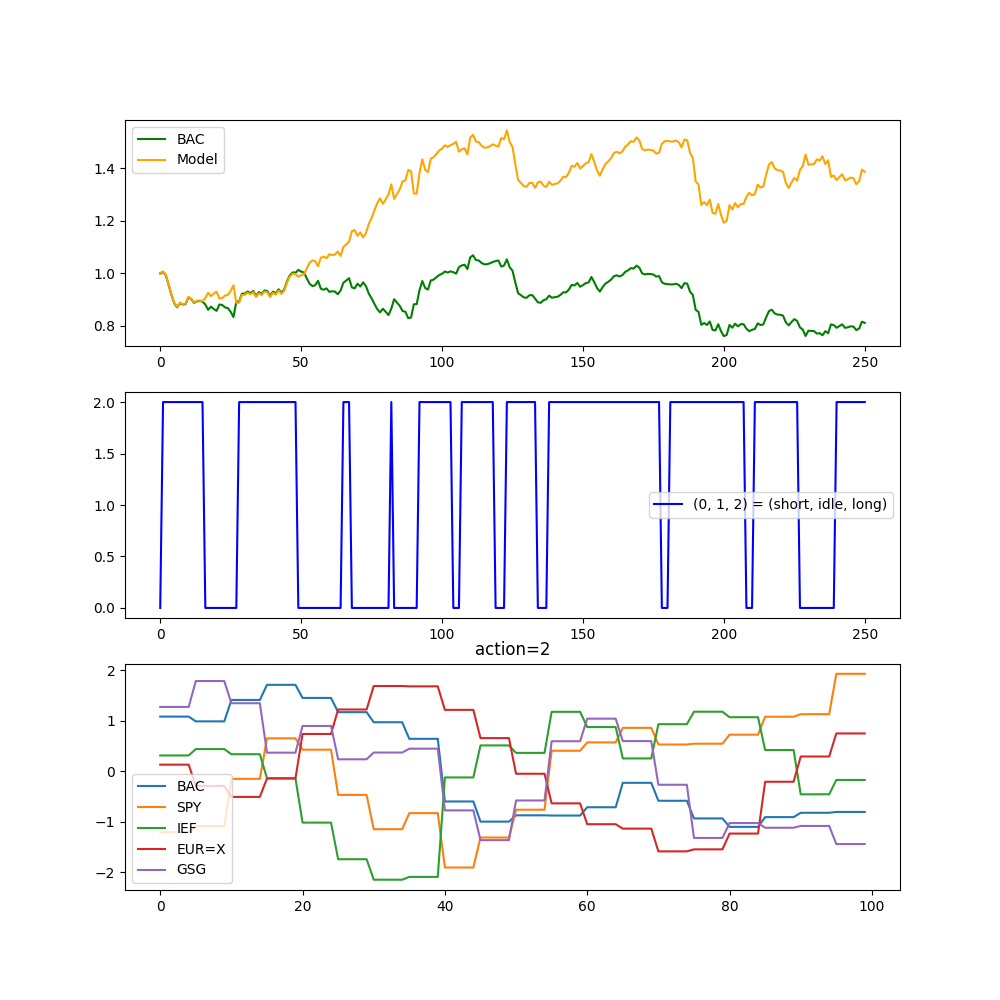 BAC
Model
1.4
1.2
1.0
0.8
0 50 100 150 200 250
2.0
1.5
1.0
0.5
0.0
(0, 1, 2) = (short, idle, long)
0 50 100 150 200 250
action=2
2
1
0
−1
−2
BAC
SPY
IEF
EUR=X
GSG
0 20 40 60 80 100